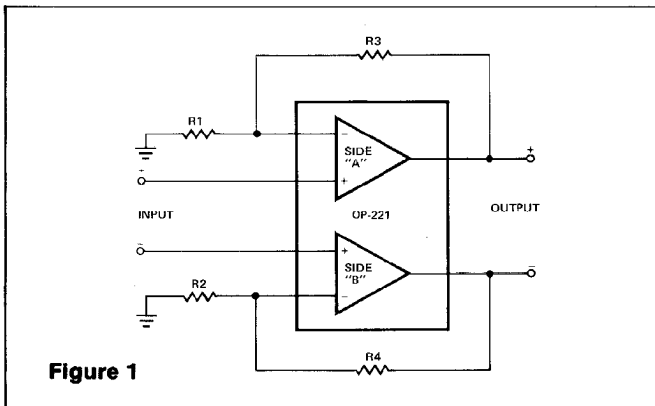 R3
R1
−
SIDE
"A"
+
+
+
INPUT
OP-221
OUTPUT
−
+
SIDE
"B"
−
−
R2
R4
Figure 1